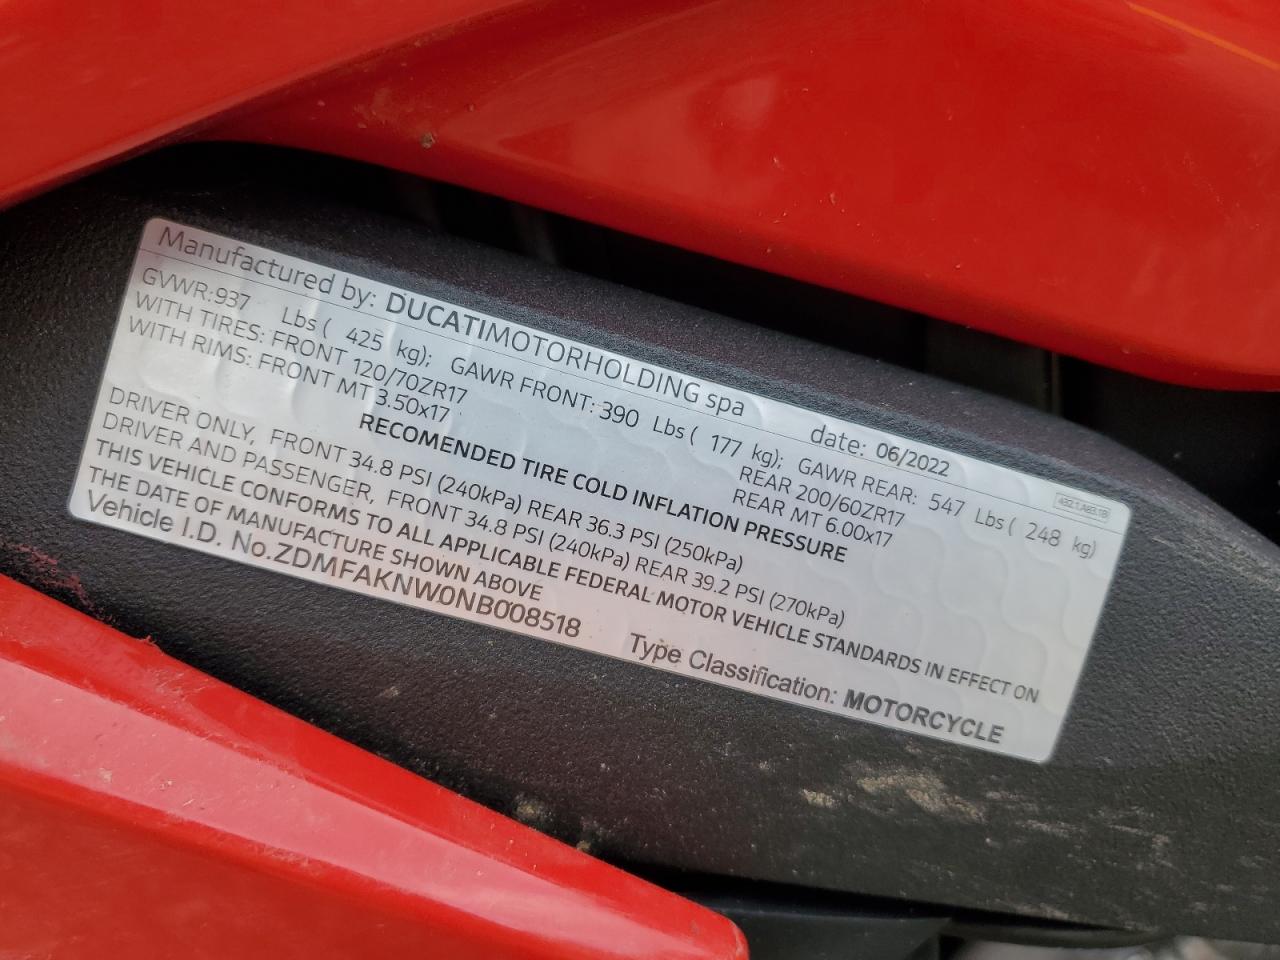 Manufactured by: DUCATIMOTORHOLDING spa date: 06/2022
432.1.A63.1B
GVWR:937 Lbs( 425 kg); GAWR FRONT: 390 Lbs( 177 kg); GAWR REAR: 547 Lbs( 248 kg)
WITH TIRES: FRONT 120/70ZR17 REAR 200/60ZR17
WITH RIMS: FRONT MT 3.50x17 REAR MT 6.00x17
RECOMENDED TIRE COLD INFLATION PRESSURE
DRIVER ONLY, FRONT 34.8 PSI (240kPa) REAR 36.3 PSI (250kPa)
DRIVER AND PASSENGER, FRONT 34.8 PSI (240kPa) REAR 39.2 PSI (270kPa)
THIS VEHICLE CONFORMS TO ALL APPLICABLE FEDERAL MOTOR VEHICLE STANDARDS IN EFFECT ON
THE DATE OF MANUFACTURE SHOWN ABOVE
Vehicle I.D. No.ZDMFAKNW0NB008518 Type Classification: MOTORCYCLE